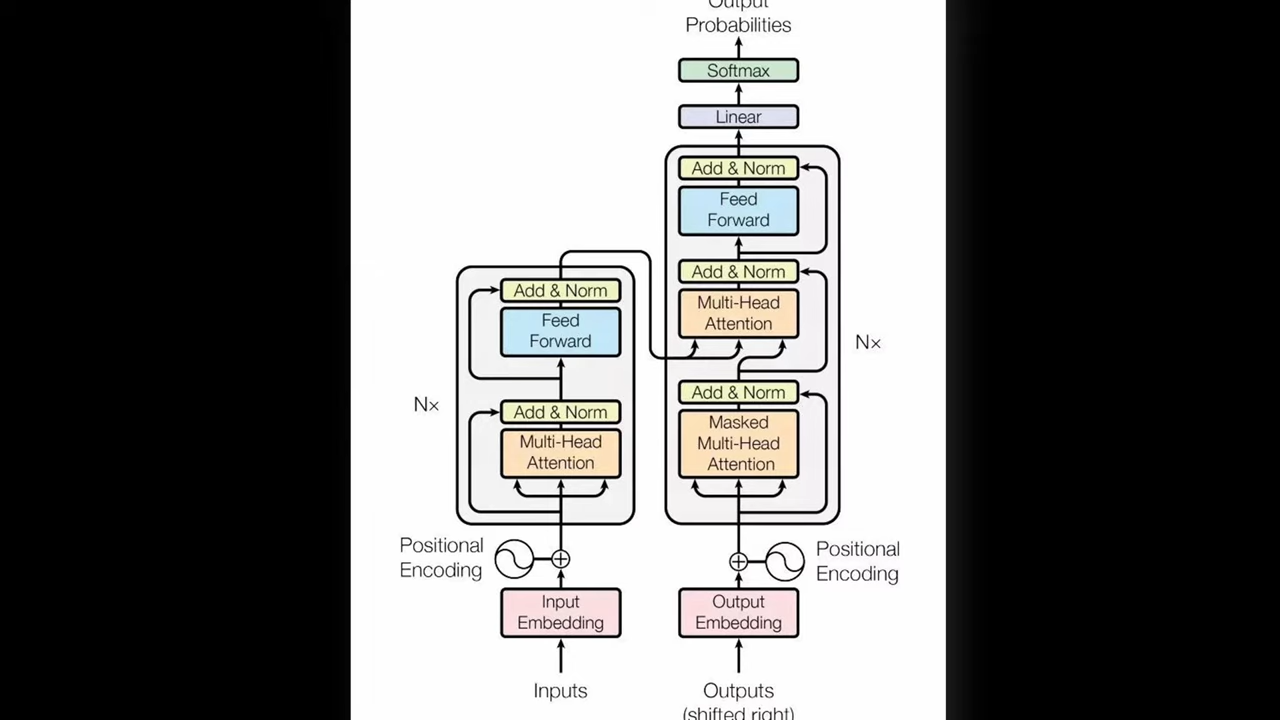 Output
Probabilities
Softmax
Linear
Add & Norm
Feed
Forward
Add & Norm
Multi-Head
Attention
Add & Norm
Masked
Multi-Head
Attention
N×
Add & Norm
Feed
Forward
Add & Norm
Multi-Head
Attention
N×
Positional
Encoding
Positional
Encoding
Input
Embedding
Output
Embedding
Inputs
Outputs
(shifted right)